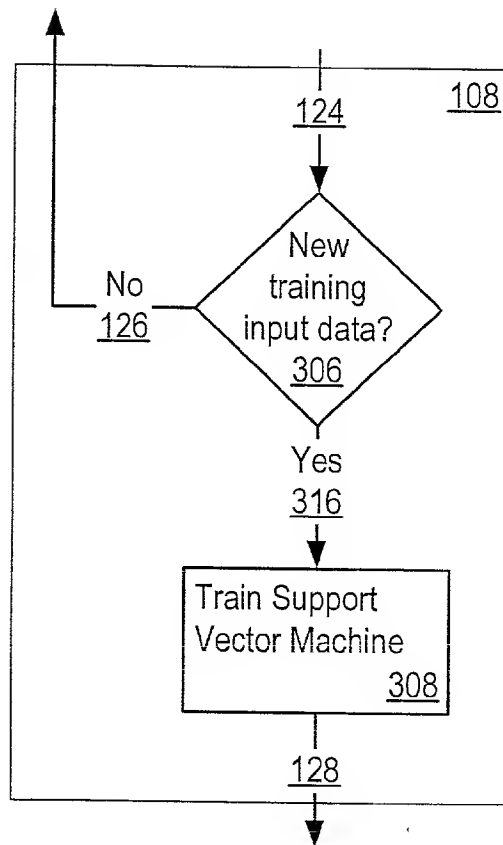 108
124
New
training
input data?
306
No
126
Yes
316
Train Support
Vector Machine
308
128